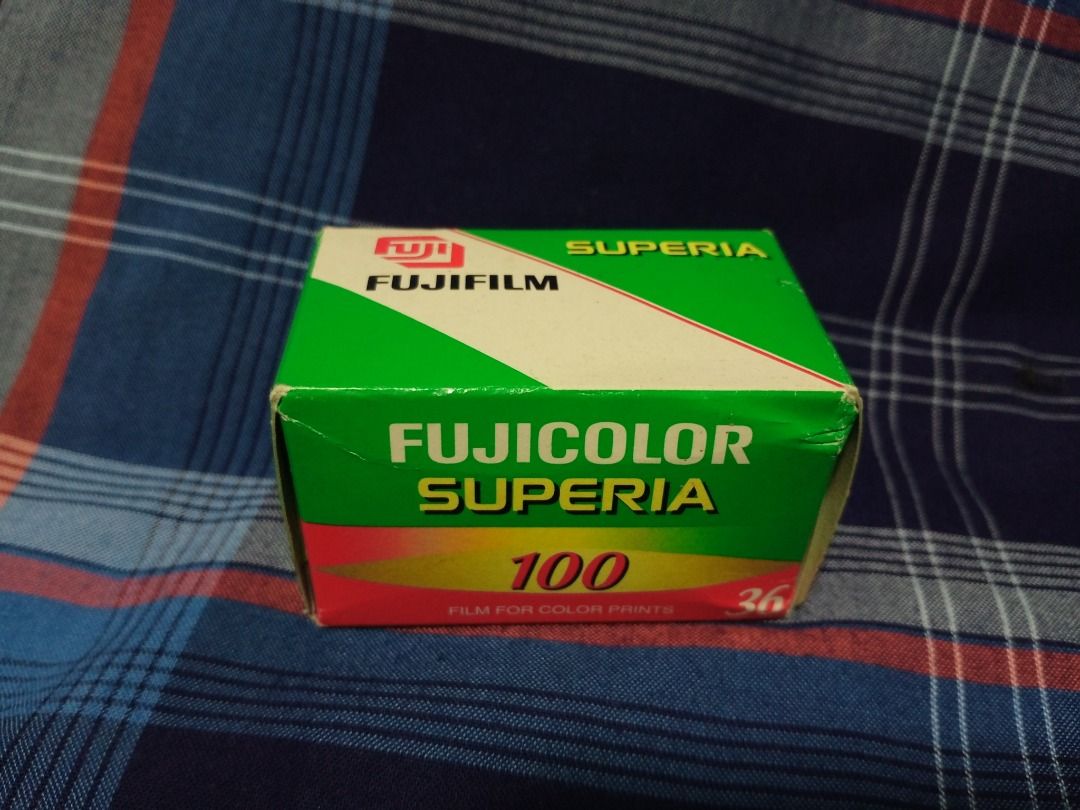 FUJI
FUJIFILM
SUPERIA
FUJICOLOR
SUPERIA
100
FILM FOR COLOR PRINTS
36